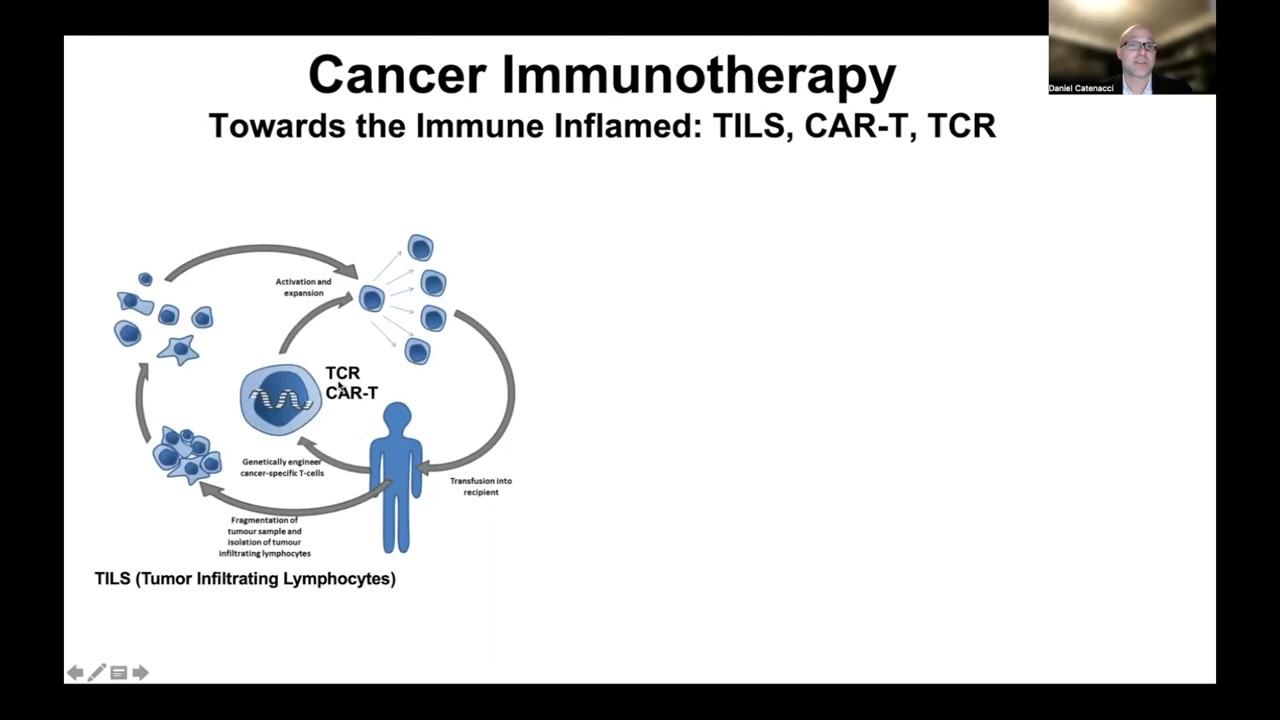 Cancer Immunotherapy
Towards the Immune Inflamed: TILS, CAR-T, TCR
Daniel Catenacci
Activation and
expansion
TCR
CAR-T
Genetically engineer
cancer-specific T-cells
Transfusion into
recipient
Fragmentation of
tumour sample and
isolation of tumour
infiltrating lymphocytes
TILS (Tumor Infiltrating Lymphocytes)